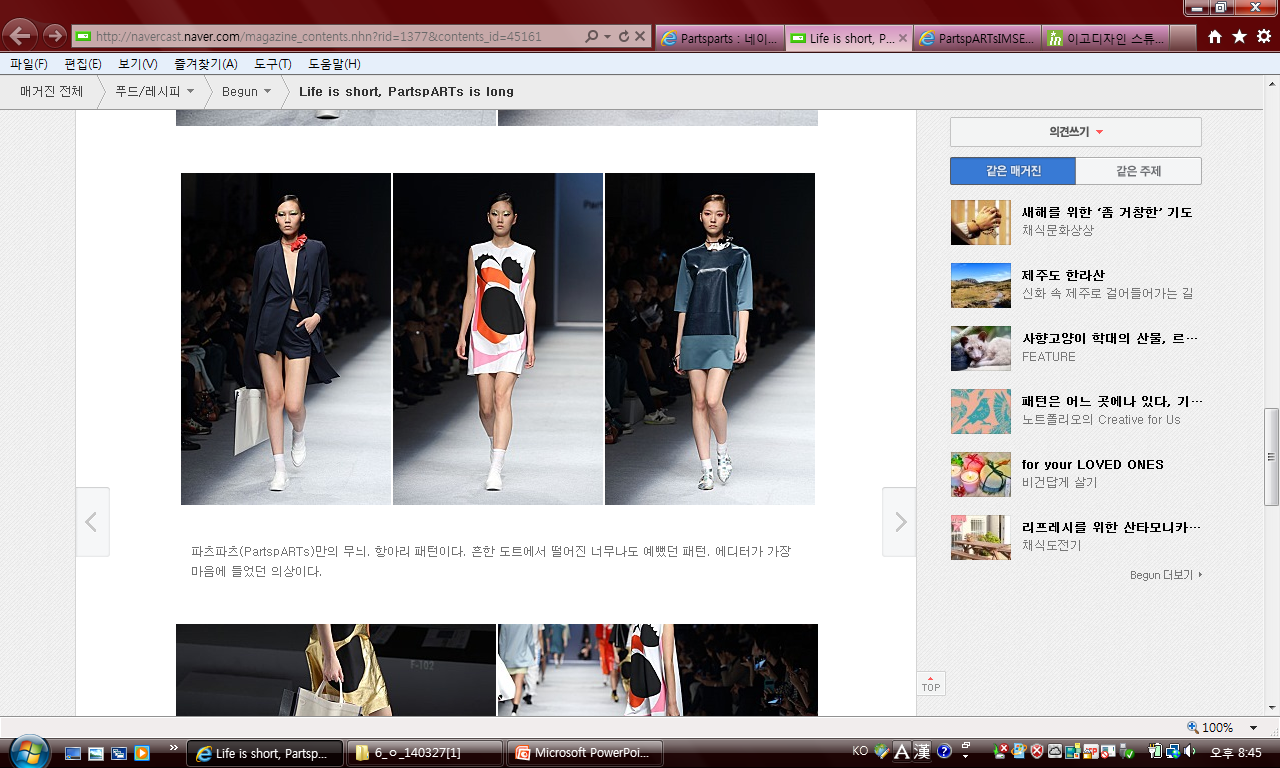 http://navercast.naver.com/magazine_contents.nhn?rid=1377&contents_id=45161
Partsparts : 네이...
Life is short, P...
PartspARTsIMSE...
이고디자인 스튜...
파일(F) 편집(E) 보기(V) 즐겨찾기(A) 도구(T) 도움말(H)
매거진 전체 푸드/레시피 Begun Life is short, PartspARTs is long
의견쓰기
같은 매거진 같은 주제
새해를 위한 ‘좀 거창한’ 기도
채식문화상상
제주도 한라산
신화 속 제주로 걸어들어가는 길
사향고양이 학대의 산물, 르...
FEATURE
패턴은 어느 곳에나 있다, 기...
노트폴리오의 Creative for Us
for your LOVED ONES
비건답게 살기
리프레시를 위한 산타모니카...
채식도전기
Begun 더보기
파츠파츠(PartspARTs)만의 무늬. 항아리 패턴이다. 흔한 도트에서 떨어진 너무나도 예뻤던 패턴. 에디터가 가장
마음에 들었던 의상이다.
F-102
TOP
100%
Life is short, Partsp...
6_ㅇ_140327[1]
Microsoft PowerPoi...
KO
A 漢
오후 8:45